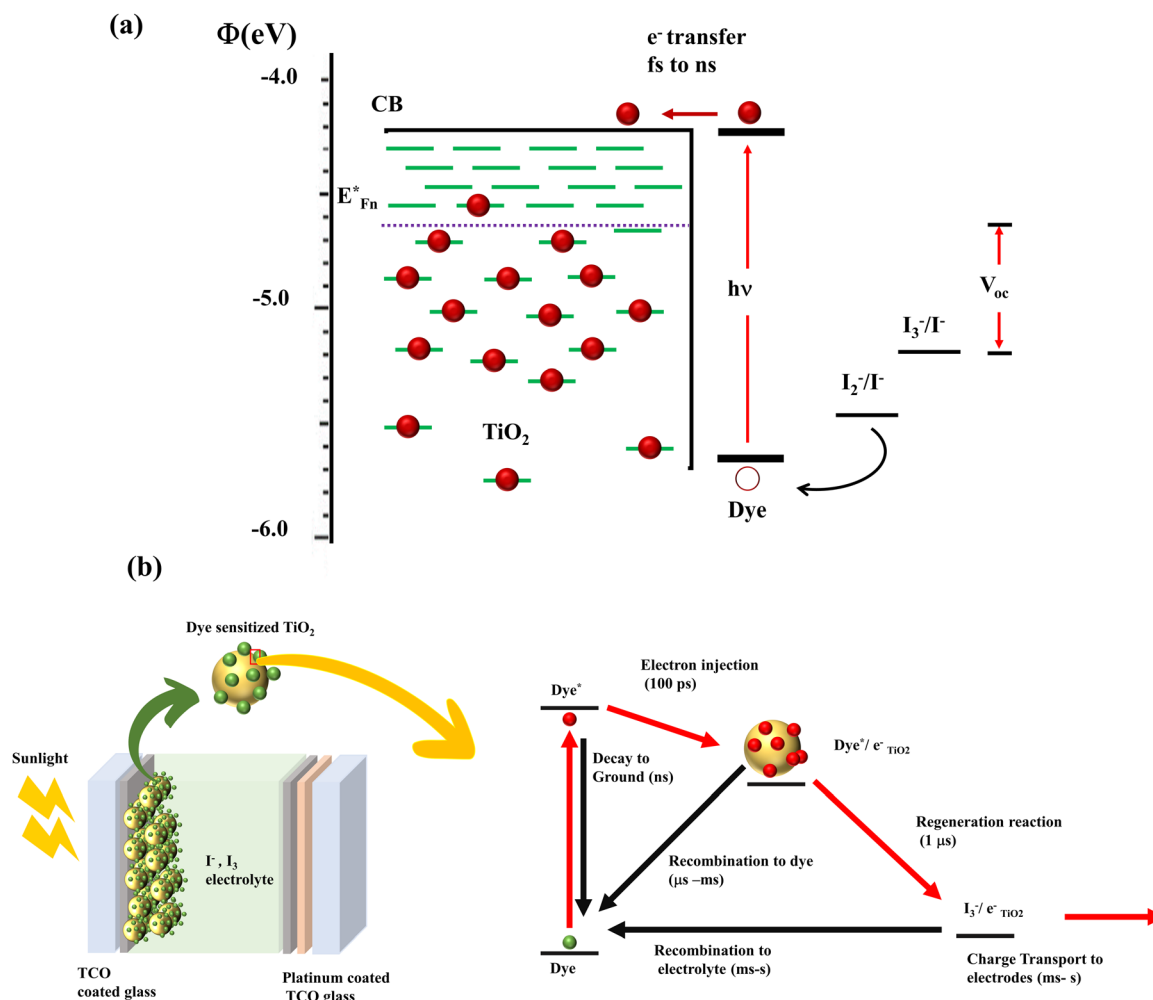 (a)
Φ(eV)
e⁻ transfer
fs to ns
-4.0
CB
E*Fn
hν
Voc
-5.0
I₃⁻/I⁻
I₂⁻/I⁻
TiO₂
Dye
-6.0
(b)
Dye sensitized TiO₂
Sunlight
I⁻ , I₃
electrolyte
TCO
coated glass
Platinum coated
TCO glass
Electron injection
(100 ps)
Dye*
Dye*/ e⁻ TiO2
Decay to
Ground (ns)
Regeneration reaction
(1 μs)
Recombination to dye
(μs –ms)
I₃⁻/ e⁻ TiO2
Dye
Recombination to
electrolyte (ms-s)
Charge Transport to
electrodes (ms- s)